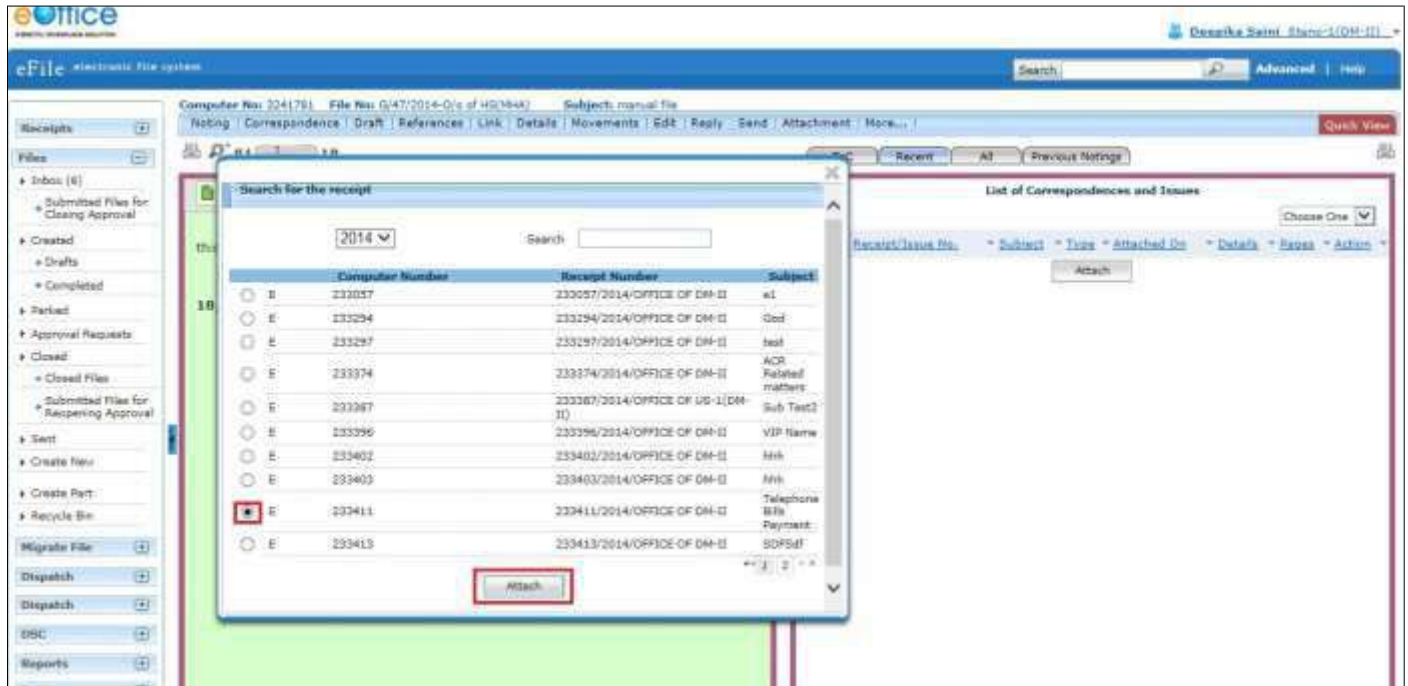 eOffice
Deepika Saini
eFile electronic file system
Search
Advanced | Help
Computer No: 3241781 File No: G/47/2014-O/o of HS(MHA) Subject: manual file
Noting | Correspondence | Draft | References | Link | Details | Movements | Edit | Reply | Send | Attachment | More...
Quick View
ToC Recent All Previous Notings
Receipts
Files
Inbox (6)
Submitted Files for
Closing Approval
Created
Drafts
Completed
Parked
Approval Requests
Closed
Closed Files
Submitted Files for
Reopening Approval
Sent
Create New
Create Part
Recycle Bin
Migrate File
Dispatch
Dispatch
DSC
Reports
Search for the receipt
2014 Search
Computer Number Receipt Number Subject
E 233057 233057/2014/OFFICE OF DM-II e1
E 233294 233294/2014/OFFICE OF DM-II
E 233297 233297/2014/OFFICE OF DM-II test
E 233374 233374/2014/OFFICE OF DM-II ACR
Related
matters
E 233387 233387/2014/OFFICE OF US-1(DM-
II) Sub Test2
E 233396 233396/2014/OFFICE OF DM-II VIP Name
E 233402 233402/2014/OFFICE OF DM-II hhh
E 233403 233403/2014/OFFICE OF DM-II hhh
E 233411 233411/2014/OFFICE OF DM-II Telephone
Bills
Payment
E 233413 233413/2014/OFFICE OF DM-II SDFSdf
1 2
Attach
List of Correspondences and Issues
Choose One
Receipt/Issue No. Subject Type Attached On Details Pages Action
Attach